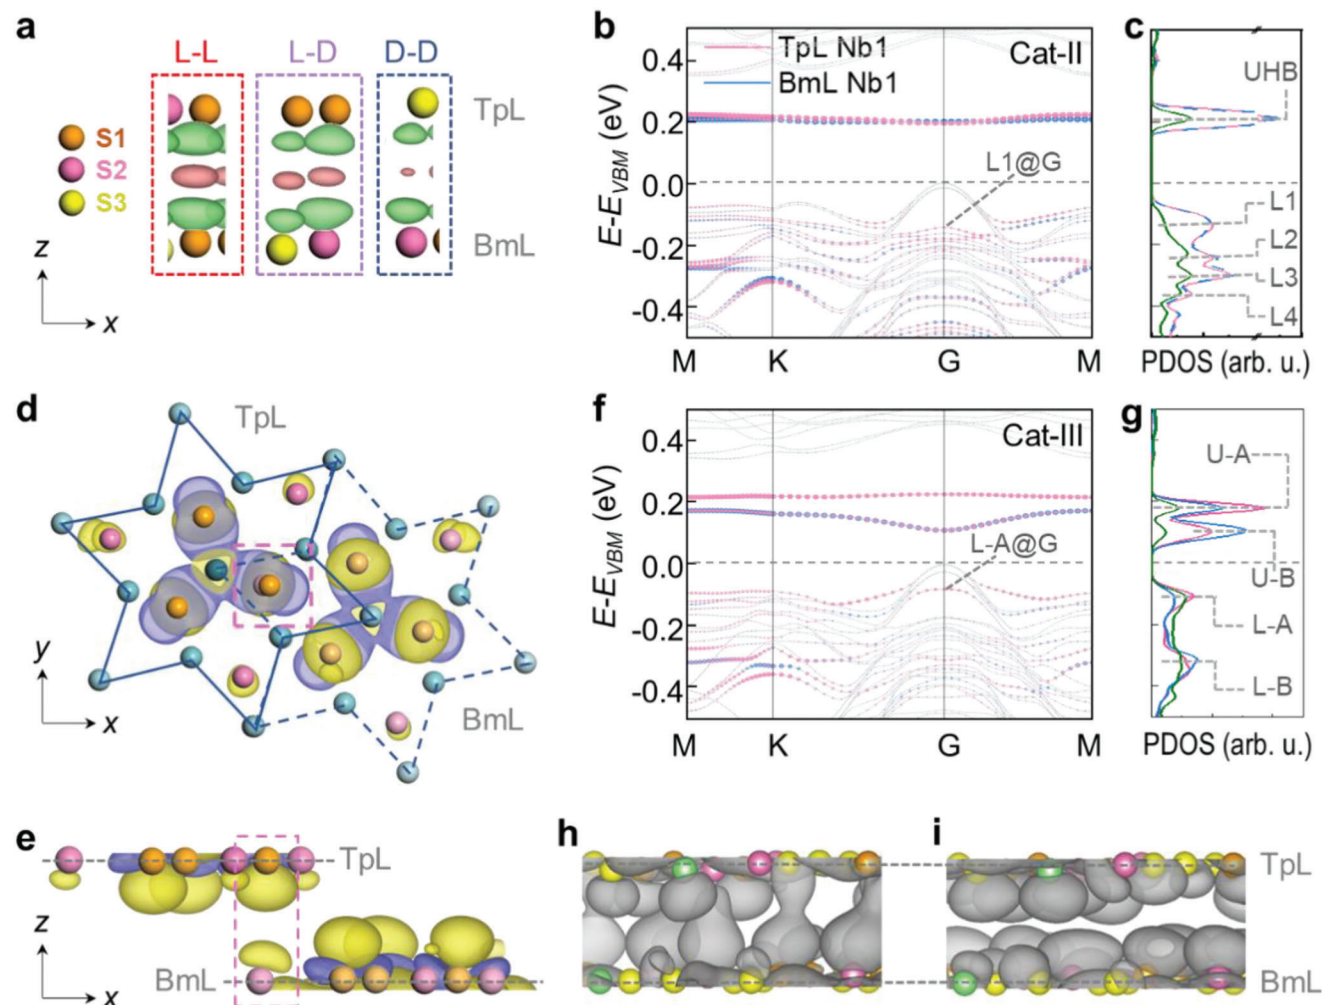 a
L-L
L-D
D-D
TpL
S1
S2
S3
BmL
z
x
b
TpL Nb1
BmL Nb1
Cat-II
E-E_VBM (eV)
0.4
0.2
0.0
-0.2
-0.4
L1@G
M
K
G
M
c
UHB
L1
L2
L3
L4
PDOS (arb. u.)
d
TpL
BmL
y
x
f
Cat-III
E-E_VBM (eV)
0.4
0.2
0.0
-0.2
-0.4
L-A@G
M
K
G
M
g
U-A
U-B
L-A
L-B
PDOS (arb. u.)
e
TpL
BmL
z
x
h
i
TpL
BmL